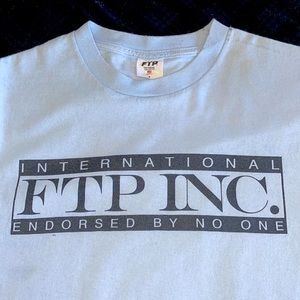 FTP
INTERNATIONAL
FTP INC.
ENDORSED BY NO ONE